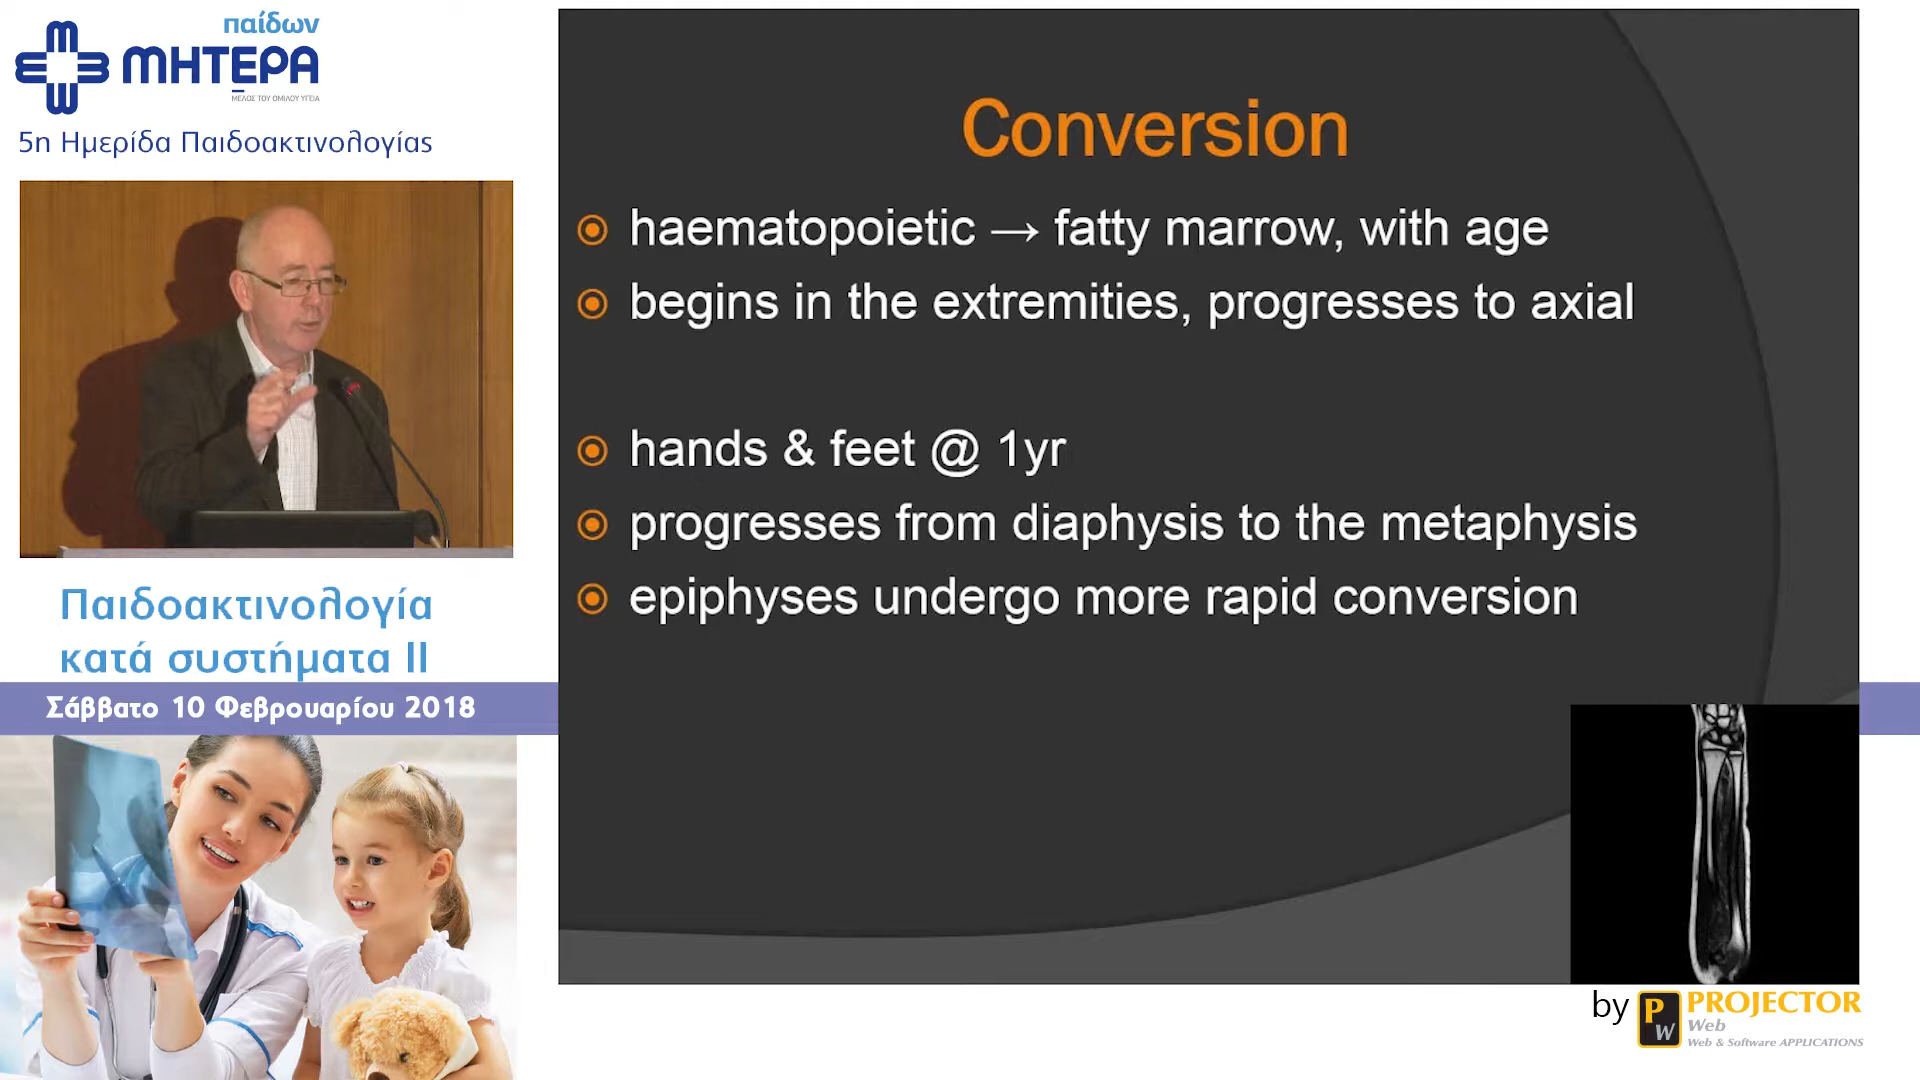 παίδων
ΜΗΤΕΡΑ
ΜΕΛΟΣ ΤΟΥ ΟΜΙΛΟΥ ΥΓΕΙΑ
5η Ημερίδα Παιδοακτινολογίας
Παιδοακτινολογία
κατά συστήματα ΙΙ
Σάββατο 10 Φεβρουαρίου 2018
Conversion
haematopoietic → fatty marrow, with age
begins in the extremities, progresses to axial
hands & feet @ 1yr
progresses from diaphysis to the metaphysis
epiphyses undergo more rapid conversion
by PW PROJECTOR
Web
Web & Software APPLICATIONS